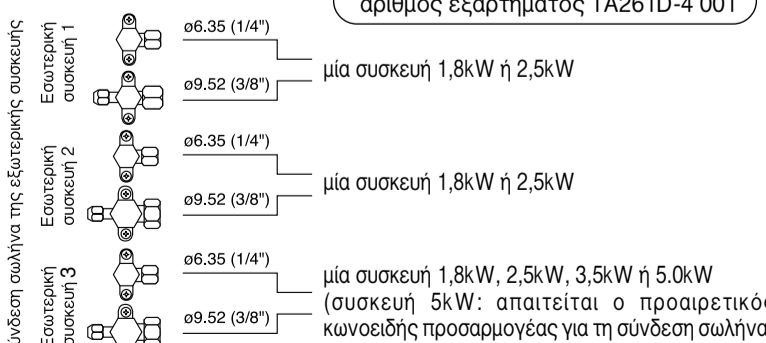 αριθμός εξαρτήματος TA261D-4 001
σωλήνα της εξωτερικής συσκευής
Εσωτερική
συσκευή 1
ø6.35 (1/4")
ø9.52 (3/8")
μία συσκευή 1,8kW ή 2,5kW
Εσωτερική
συσκευή 2
ø6.35 (1/4")
ø9.52 (3/8")
μία συσκευή 1,8kW ή 2,5kW
Εσωτερική
συσκευή 3
ø6.35 (1/4")
ø9.52 (3/8")
μία συσκευή 1,8kW, 2,5kW, 3,5kW ή 5.0kW
(συσκευή 5kW: απαιτείται ο προαιρετικός
κωνοειδής προσαρμογέας για τη σύνδεση σωλήνα